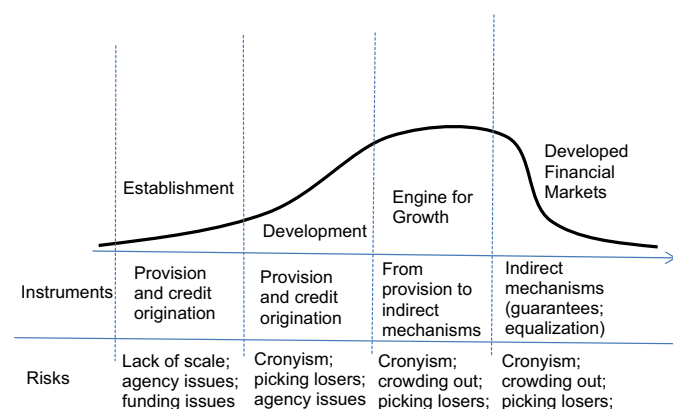 Establishment
Development
Engine for
Growth
Developed
Financial
Markets
Instruments
Provision
and credit
origination
Provision
and credit
origination
From
provision to
indirect
mechanisms
Indirect
mechanisms
(guarantees;
equalization)
Risks
Lack of scale;
agency issues;
funding issues
Cronyism;
picking losers;
agency issues
Cronyism;
crowding out;
picking losers;
Cronyism;
crowding out;
picking losers;